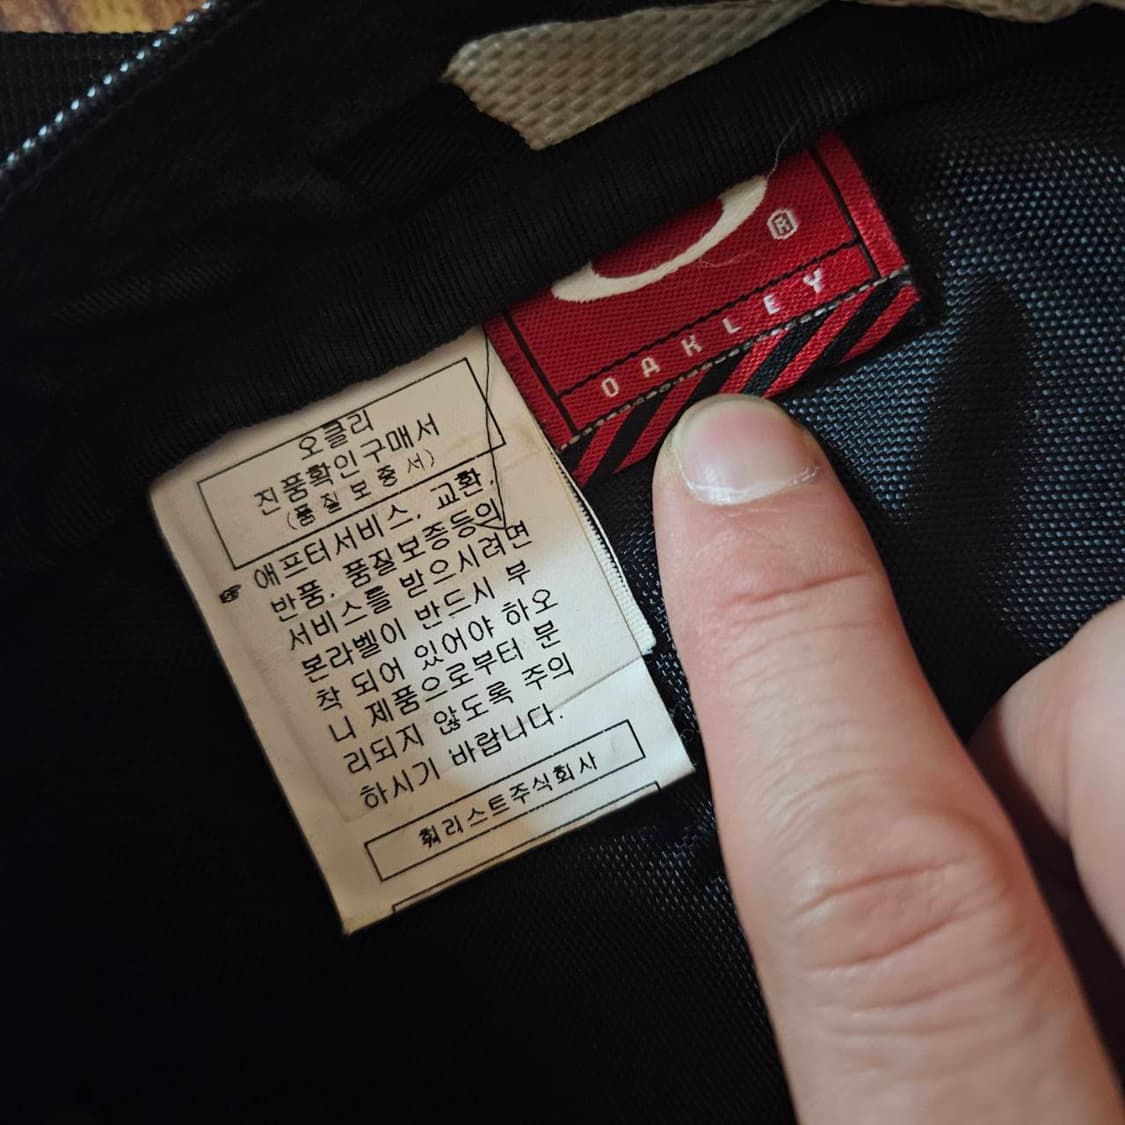 오클리
진품확인구매서
(품질보증서)
☞ 애프터서비스, 교환,
반품, 품질보증등의
서비스를 받으시려면
본라벨이 반드시 부
착 되어 있어야 하오
니 제품으로부터 분
리되지 않도록 주의
하시기 바랍니다.
훠리스트주식회사
OAKLEY
®